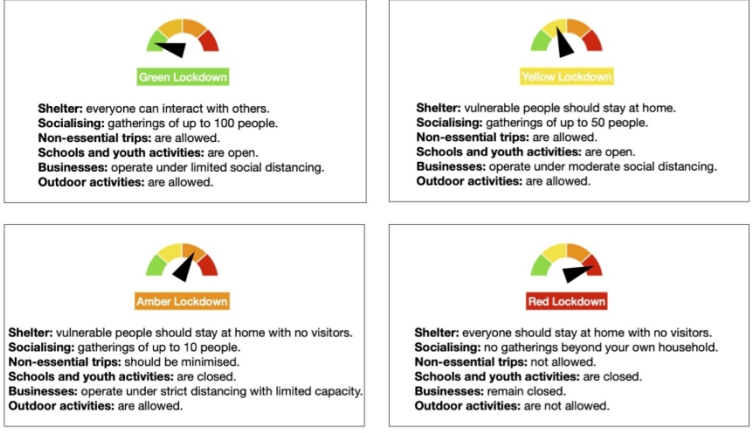 Green Lockdown
Shelter: everyone can interact with others.
Socialising: gatherings of up to 100 people.
Non-essential trips: are allowed.
Schools and youth activities: are open.
Businesses: operate under limited social distancing.
Outdoor activities: are allowed.
Yellow Lockdown
Shelter: vulnerable people should stay at home.
Socialising: gatherings of up to 50 people.
Non-essential trips: are allowed.
Schools and youth activities: are open.
Businesses: operate under moderate social distancing.
Outdoor activities: are allowed.
Amber Lockdown
Shelter: vulnerable people should stay at home with no visitors.
Socialising: gatherings of up to 10 people.
Non-essential trips: should be minimised.
Schools and youth activities: are closed.
Businesses: operate under strict distancing with limited capacity.
Outdoor activities: are allowed.
Red Lockdown
Shelter: everyone should stay at home with no visitors.
Socialising: no gatherings beyond your own household.
Non-essential trips: not allowed.
Schools and youth activities: are closed.
Businesses: remain closed.
Outdoor activities: are not allowed.